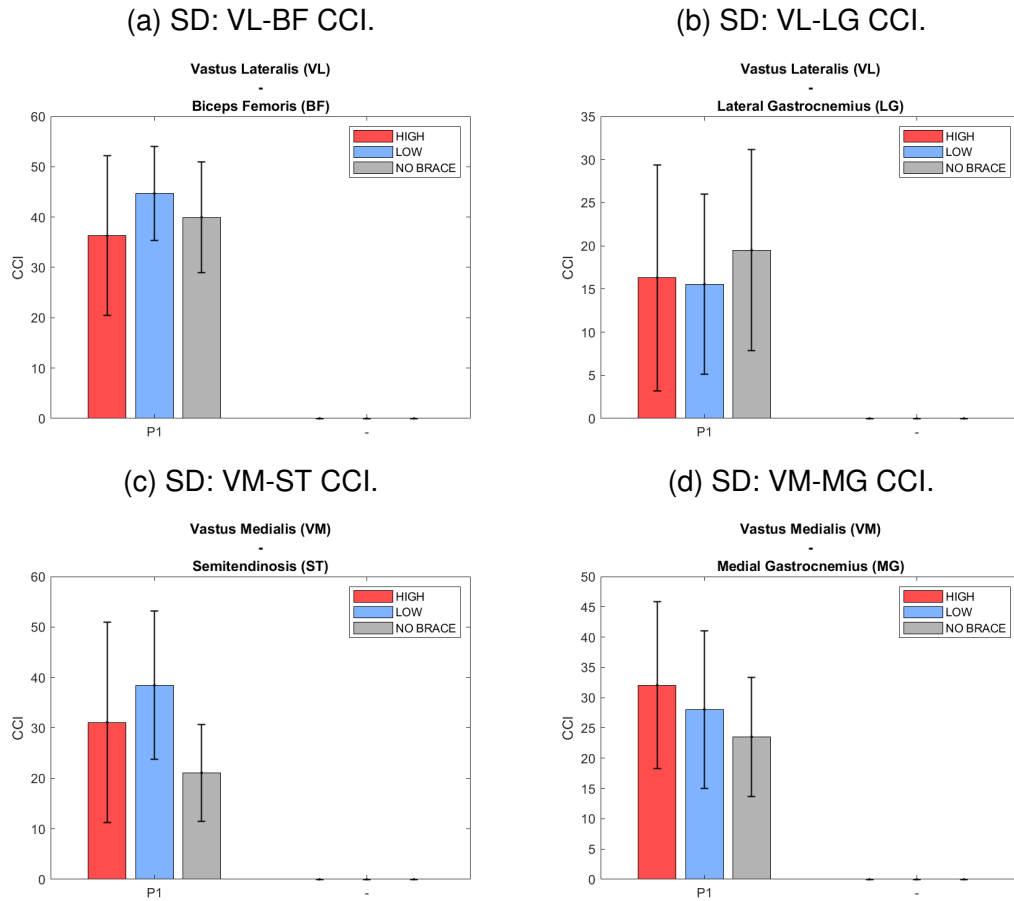 (a) SD: VL-BF CCI.
Vastus Lateralis (VL)
-
Biceps Femoris (BF)
60
50
40
30
20
10
0
CCI
HIGH
LOW
NO BRACE
P1
-
(b) SD: VL-LG CCI.
Vastus Lateralis (VL)
-
Lateral Gastrocnemius (LG)
35
30
25
20
15
10
5
0
CCI
HIGH
LOW
NO BRACE
P1
-
(c) SD: VM-ST CCI.
Vastus Medialis (VM)
-
Semitendinosis (ST)
60
50
40
30
20
10
0
CCI
HIGH
LOW
NO BRACE
P1
-
(d) SD: VM-MG CCI.
Vastus Medialis (VM)
-
Medial Gastrocnemius (MG)
50
45
40
35
30
25
20
15
10
5
0
CCI
HIGH
LOW
NO BRACE
P1
-